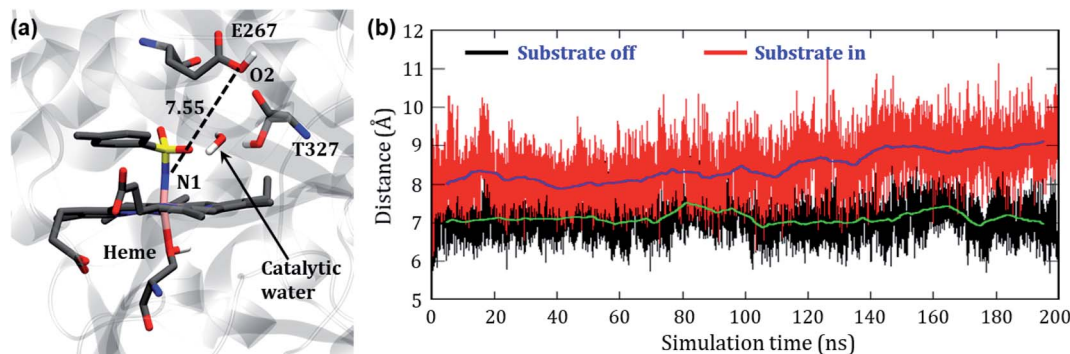 (a)
E267
O2
7.55
T327
N1
Heme
Catalytic
water
(b)
Substrate off
Substrate in
Distance (Å)
12
11
10
9
8
7
6
5
0 20 40 60 80 100 120 140 160 180 200
Simulation time (ns)